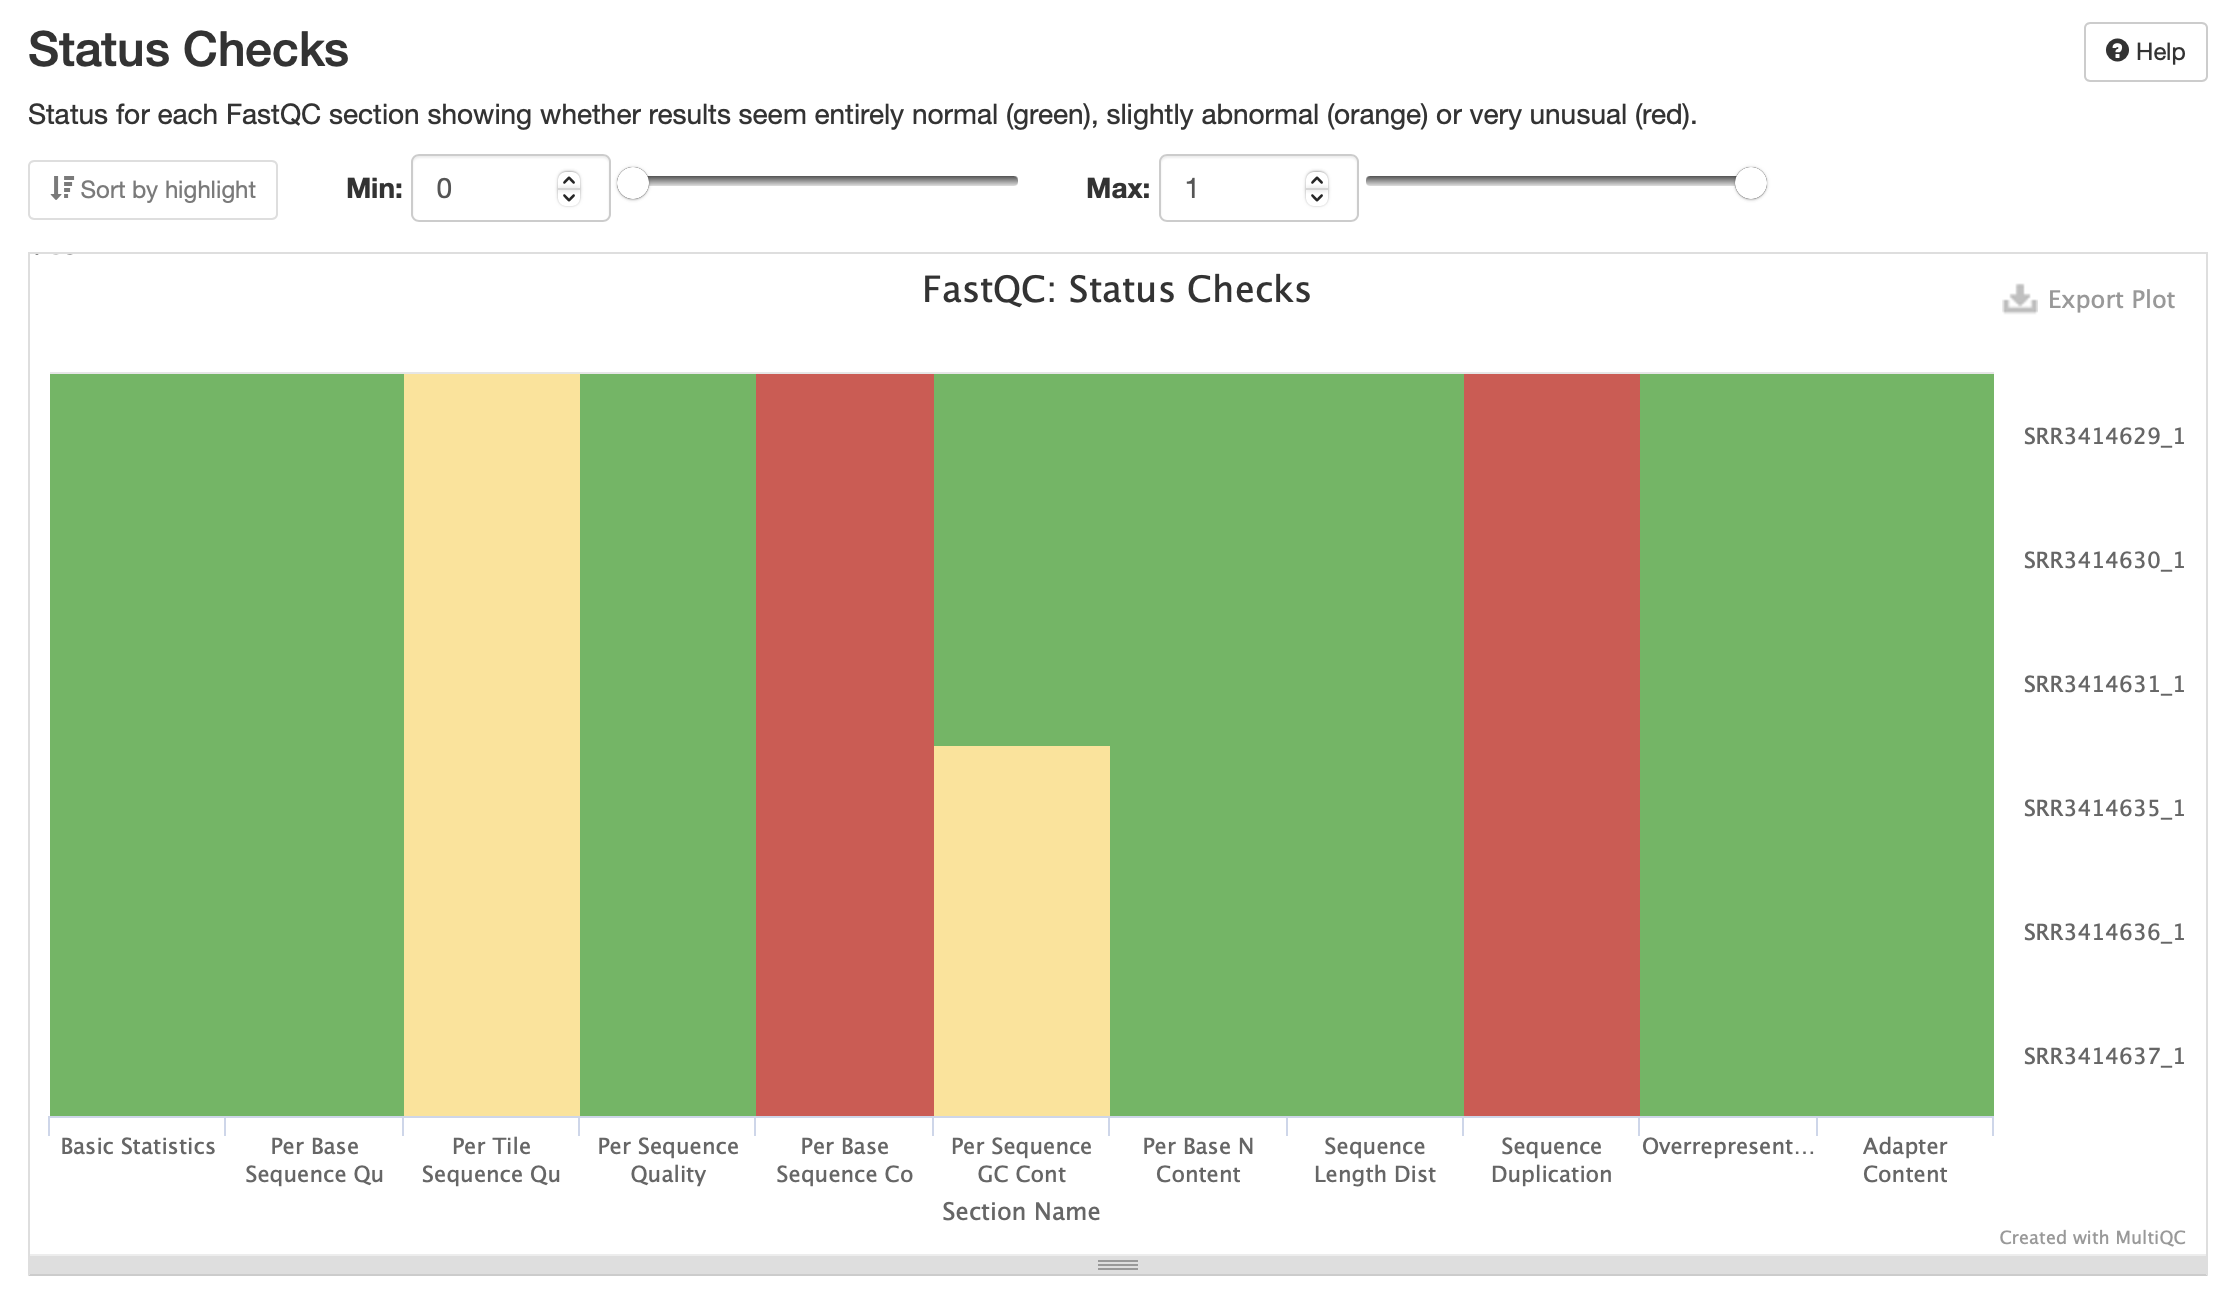 Status Checks
Help
Status for each FastQC section showing whether results seem entirely normal (green), slightly abnormal (orange) or very unusual (red).
Sort by highlight
Min: 0
Max: 1
FastQC: Status Checks
Export Plot
SRR3414629_1
SRR3414630_1
SRR3414631_1
SRR3414635_1
SRR3414636_1
SRR3414637_1
Basic Statistics
Per Base
Sequence Qu
Per Tile
Sequence Qu
Per Sequence
Quality
Per Base
Sequence Co
Per Sequence
GC Cont
Per Base N
Content
Sequence
Length Dist
Sequence
Duplication
Overrepresent...
Adapter
Content
Section Name
Created with MultiQC